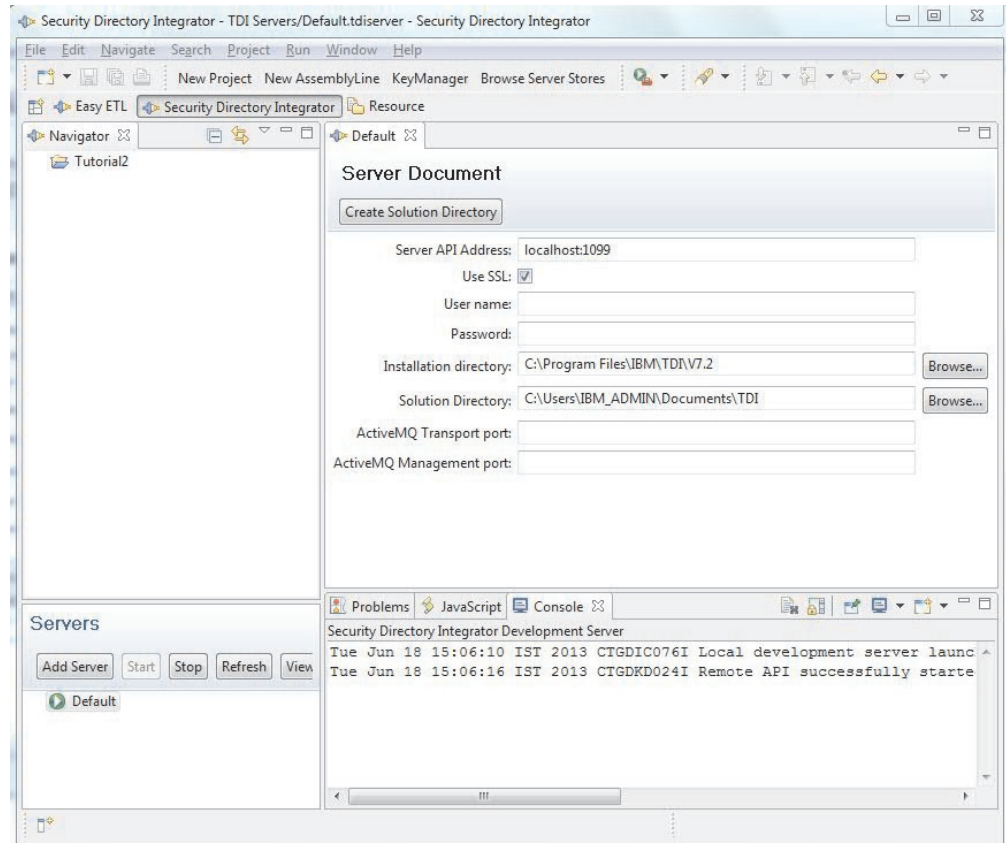 Security Directory Integrator - TDI Servers/Default.tdiserver - Security Directory Integrator
File Edit Navigate Search Project Run Window Help
New Project New AssemblyLine KeyManager Browse Server Stores
Easy ETL Security Directory Integrator Resource
Navigator
Tutorial2
Default
Server Document
Create Solution Directory
Server API Address: localhost:1099
Use SSL:
User name:
Password:
Installation directory: C:\Program Files\IBM\TDI\V7.2 Browse...
Solution Directory: C:\Users\IBM_ADMIN\Documents\TDI Browse...
ActiveMQ Transport port:
ActiveMQ Management port:
Servers
Add Server Start Stop Refresh View
Default
Problems JavaScript Console
Security Directory Integrator Development Server
Tue Jun 18 15:06:10 IST 2013 CTGDIC076I Local development server launc
Tue Jun 18 15:06:16 IST 2013 CTGDKD024I Remote API successfully starte